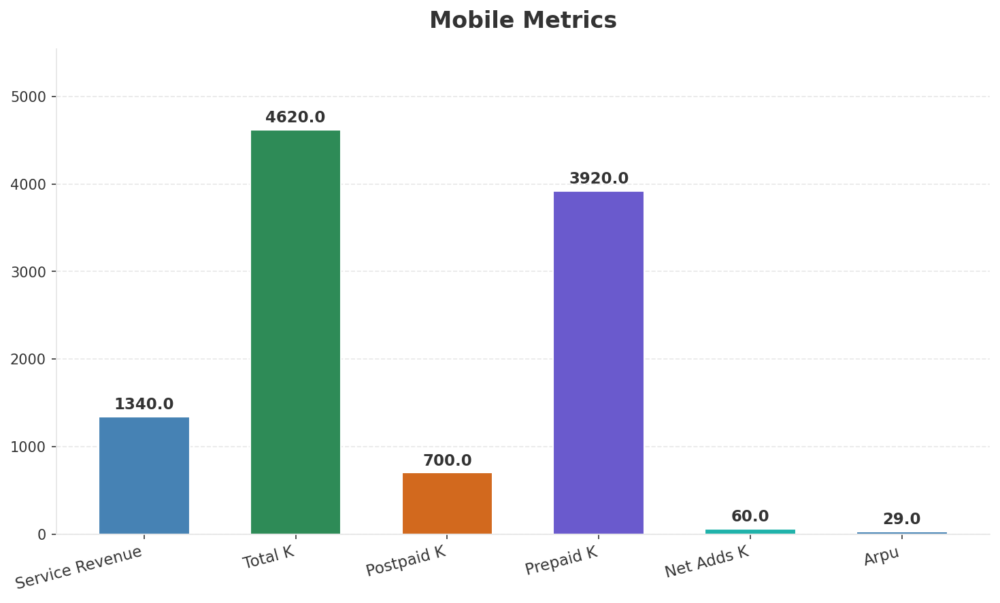 Mobile Metrics
5000
4000
3000
2000
1000
0
1340.0
4620.0
700.0
3920.0
60.0
29.0
Service Revenue
Total K
Postpaid K
Prepaid K
Net Adds K
Arpu